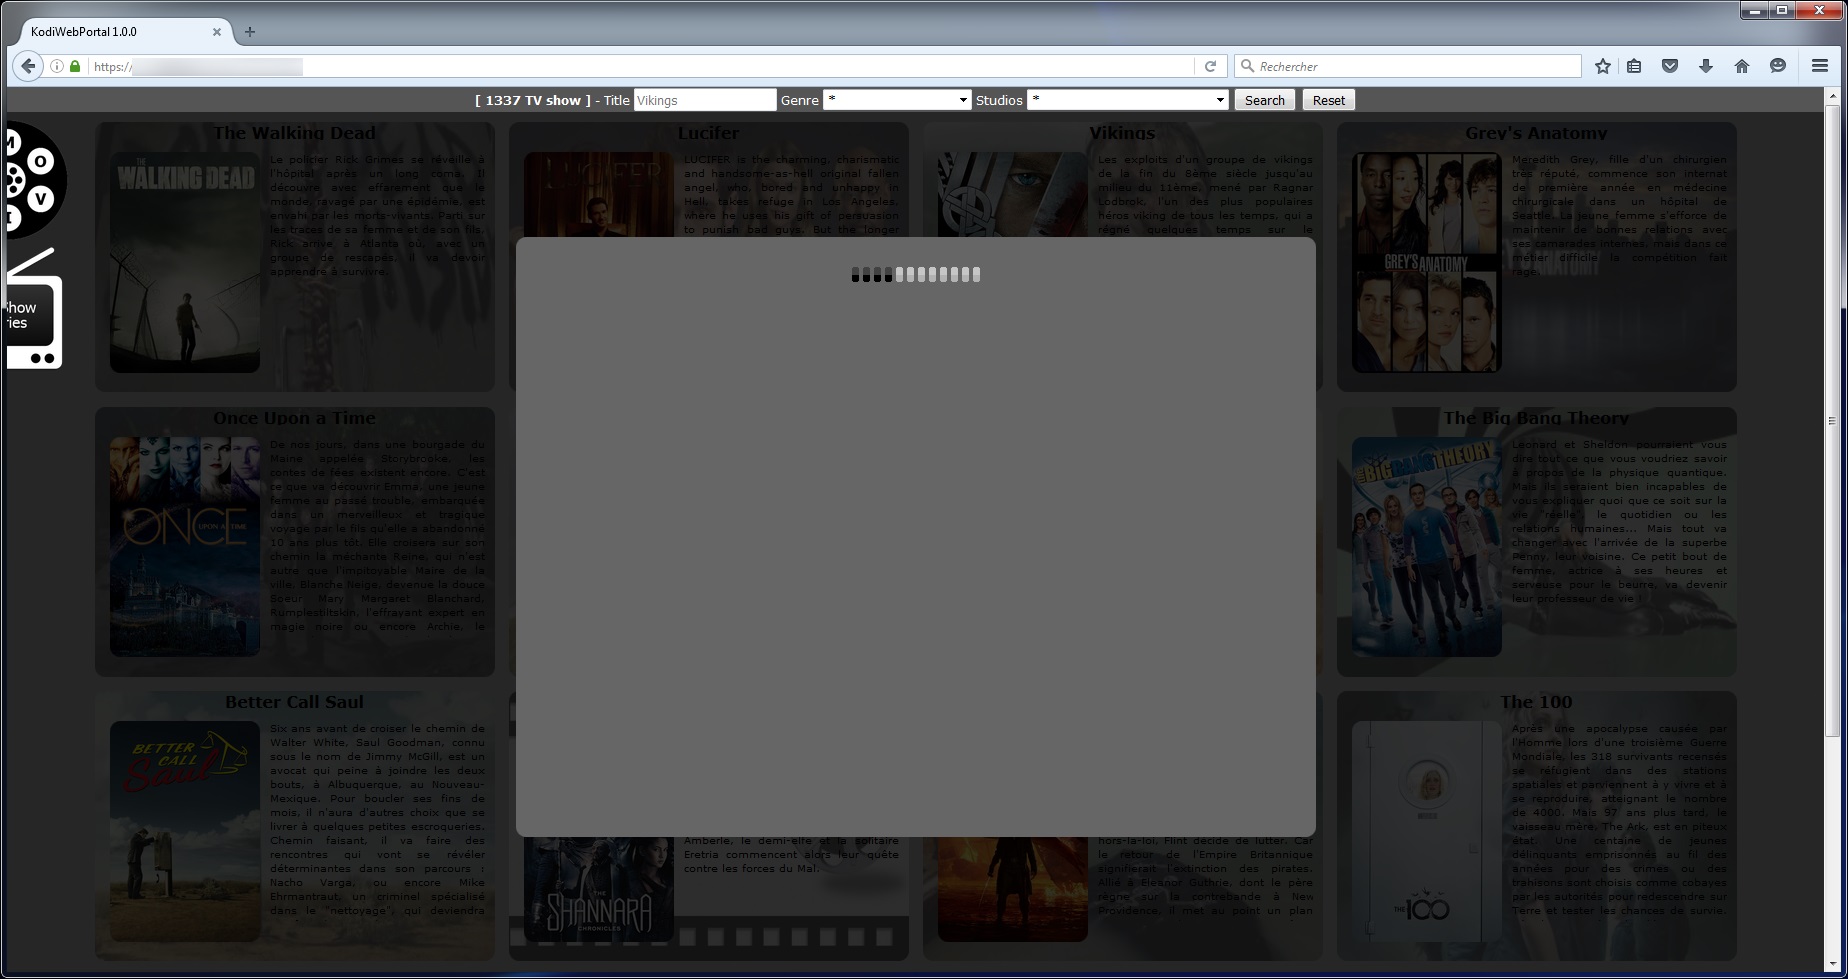 KodiWebPortal 1.0.0
https://
Rechercher
[ 1337 TV show ] - Title Vikings Genre * Studios * Search Reset
M
O
V
I
Show
ries
The Walking Dead
THE
WALKING DEAD
Le policier Rick Grimes se réveille à
l'hôpital après un long coma. Il
découvre avec effarement que le
monde, ravagé par une épidémie, est
envahi par les morts-vivants. Parti sur
les traces de sa femme et de son fils,
Rick arrive à Atlanta où, avec un
groupe de rescapés, il va devoir
apprendre à survivre.
Lucifer
LUCIFER
LUCIFER is the charming, charismatic
and handsome-as-hell original fallen
angel, who, bored and unhappy in
Hell, takes refuge in Los Angeles,
where he uses his gift of persuasion
to punish bad guys. But the longer
Vikings
Les exploits d'un groupe de vikings
de la fin du 8ème siècle jusqu'au
milieu du 11ème, mené par Ragnar
Lodbrok, l'un des plus populaires
héros viking de tous les temps, qui a
régné quelques temps sur le
Grey's Anatomy
GREY'S ANATOMY
Meredith Grey, fille d'un chirurgien
très réputé, commence son internat
de première année en médecine
chirurgicale dans un hôpital de
Seattle. La jeune femme s'efforce de
maintenir de bonnes relations avec
ses camarades internes, mais dans ce
métier difficile la compétition fait
rage.
Once Upon a Time
ONCE
UPON A TIME
De nos jours, dans une bourgade du
Maine appelée Storybrooke, les
contes de fées existent encore. C'est
ce que va découvrir Emma, une jeune
femme au passé trouble, embarquée
dans un merveilleux et tragique
voyage par le fils qu'elle a abandonné
10 ans plus tôt. Elle croisera sur son
chemin la méchante Reine, qui n'est
autre que l'impitoyable Maire de la
ville, Blanche Neige, devenue la douce
Soeur Mary Margaret Blanchard,
Rumplestiltskin, l'effrayant expert en
magie noire ou encore Archie, le
The Big Bang Theory
THE BIG BANG THEORY
Leonard et Sheldon pourraient vous
dire tout ce que vous voudriez savoir
à propos de la physique quantique.
Mais ils seraient bien incapables de
vous expliquer quoi que ce soit sur la
vie "réelle", le quotidien ou les
relations humaines... Mais tout va
changer avec l'arrivée de la superbe
Penny, leur voisine. Ce petit bout de
femme, actrice à ses heures et
serveuse pour le beurre, va devenir
leur professeur de vie !
Better Call Saul
BETTER
CALL
Saul
Six ans avant de croiser le chemin de
Walter White, Saul Goodman, connu
sous le nom de Jimmy McGill, est un
avocat qui peine à joindre les deux
bouts, à Albuquerque, au Nouveau-
Mexique. Pour boucler ses fins de
mois, il n'aura d'autres choix que se
livrer à quelques petites escroqueries.
Chemin faisant, il va faire des
rencontres qui vont se révéler
déterminantes dans son parcours :
Nacho Varga, ou encore Mike
Ehrmantraut, un criminel spécialisé
dans le "nettoyage", qui deviendra
THE
SHANNARA
CHRONICLES
Amberle, le demi-elfe et la solitaire
Eretria commencent alors leur quête
contre les forces du Mal.
hors-la-loi, Flint décide de lutter. Car
le retour de l'Empire Britannique
signifierait l'extinction des pirates.
Allié à Eleanor Guthrie, dont le père
règne sur la contrebande à New
Providence, il met au point un plan
The 100
THE 100
Après une apocalypse causée par
l'Homme lors d'une troisième Guerre
Mondiale, les 318 survivants recensés
se réfugient dans des stations
spatiales et parviennent à y vivre et à
se reproduire, atteignant le nombre
de 4000. Mais 97 ans plus tard, le
vaisseau mère, The Ark, est en piteux
état. Une centaine de jeunes
délinquants emprisonnés au fil des
années pour des crimes ou des
trahisons sont choisis comme cobayes
par les autorités pour redescendre sur
Terre et tester les chances de survie.